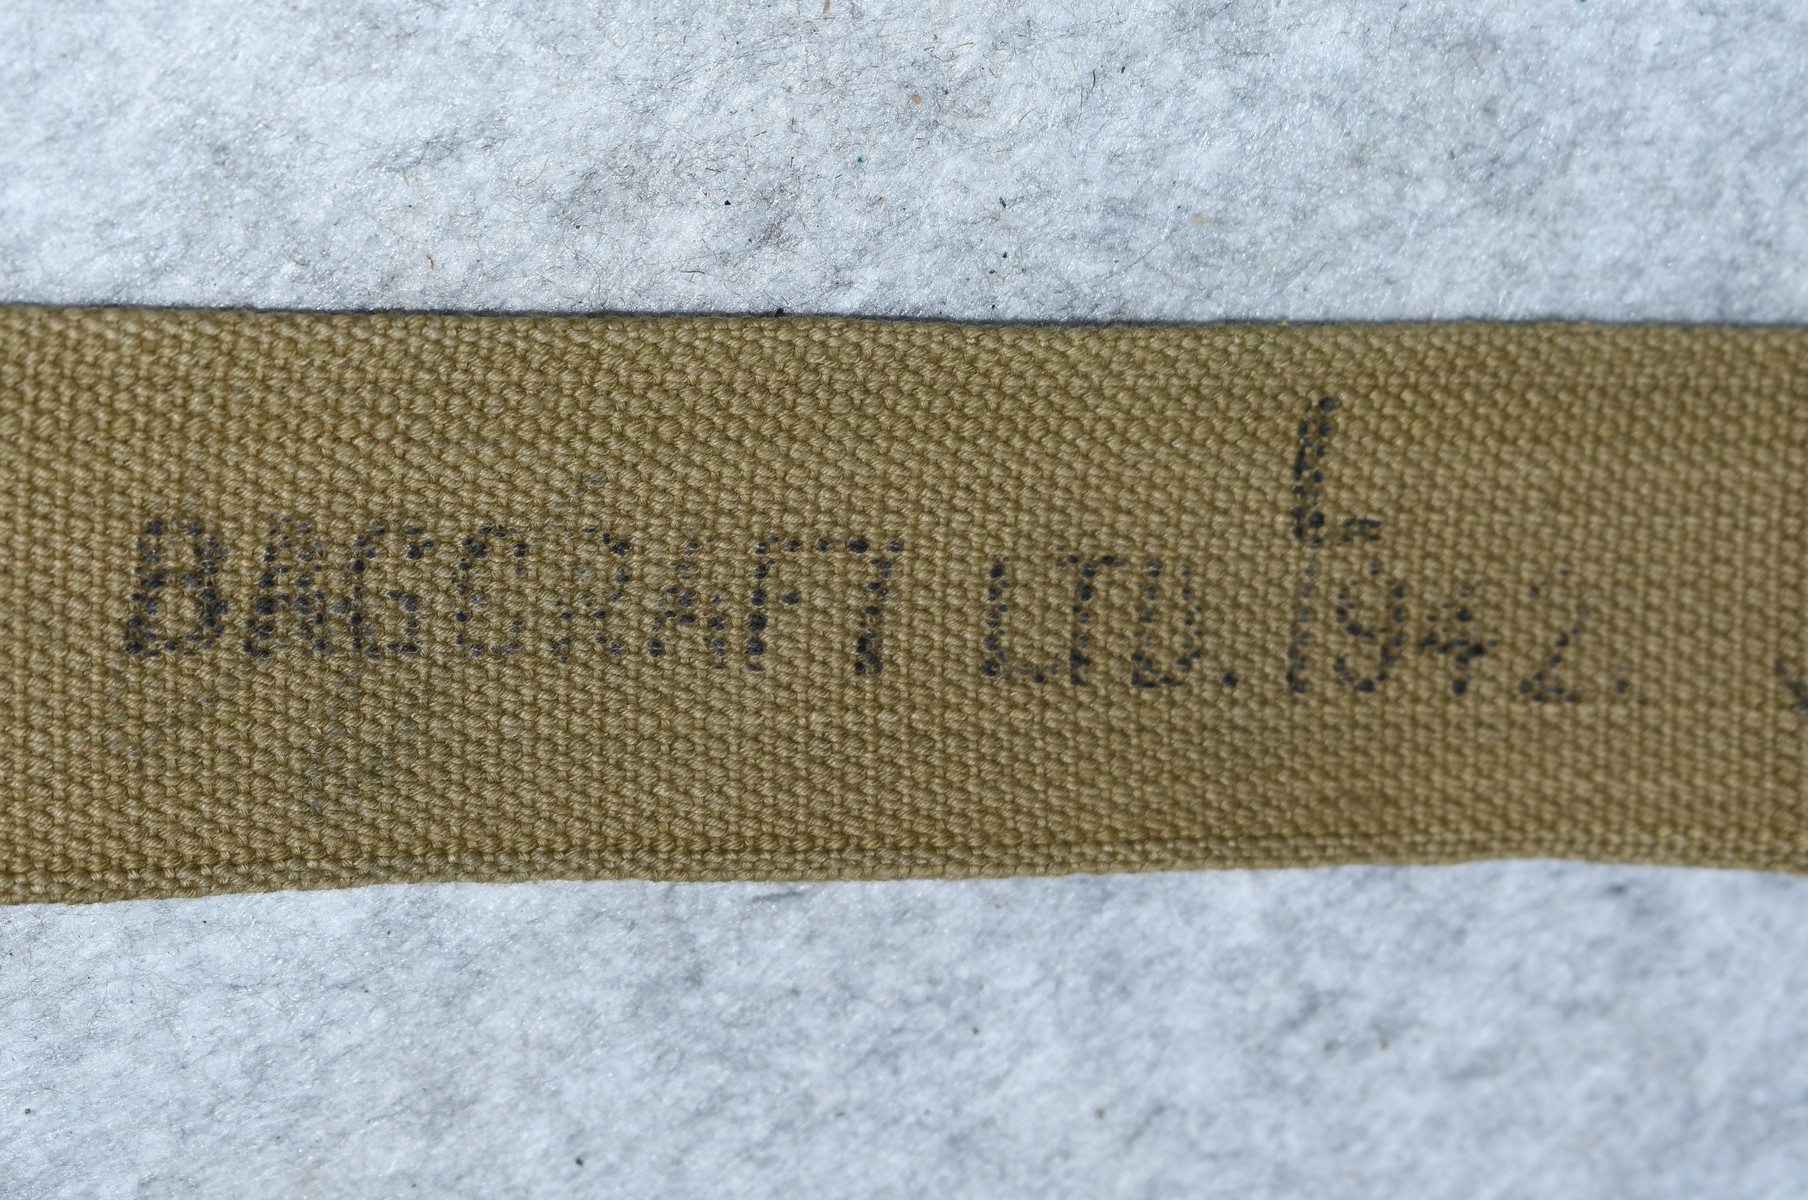 L
BAGCRAFT LTD. 1942.